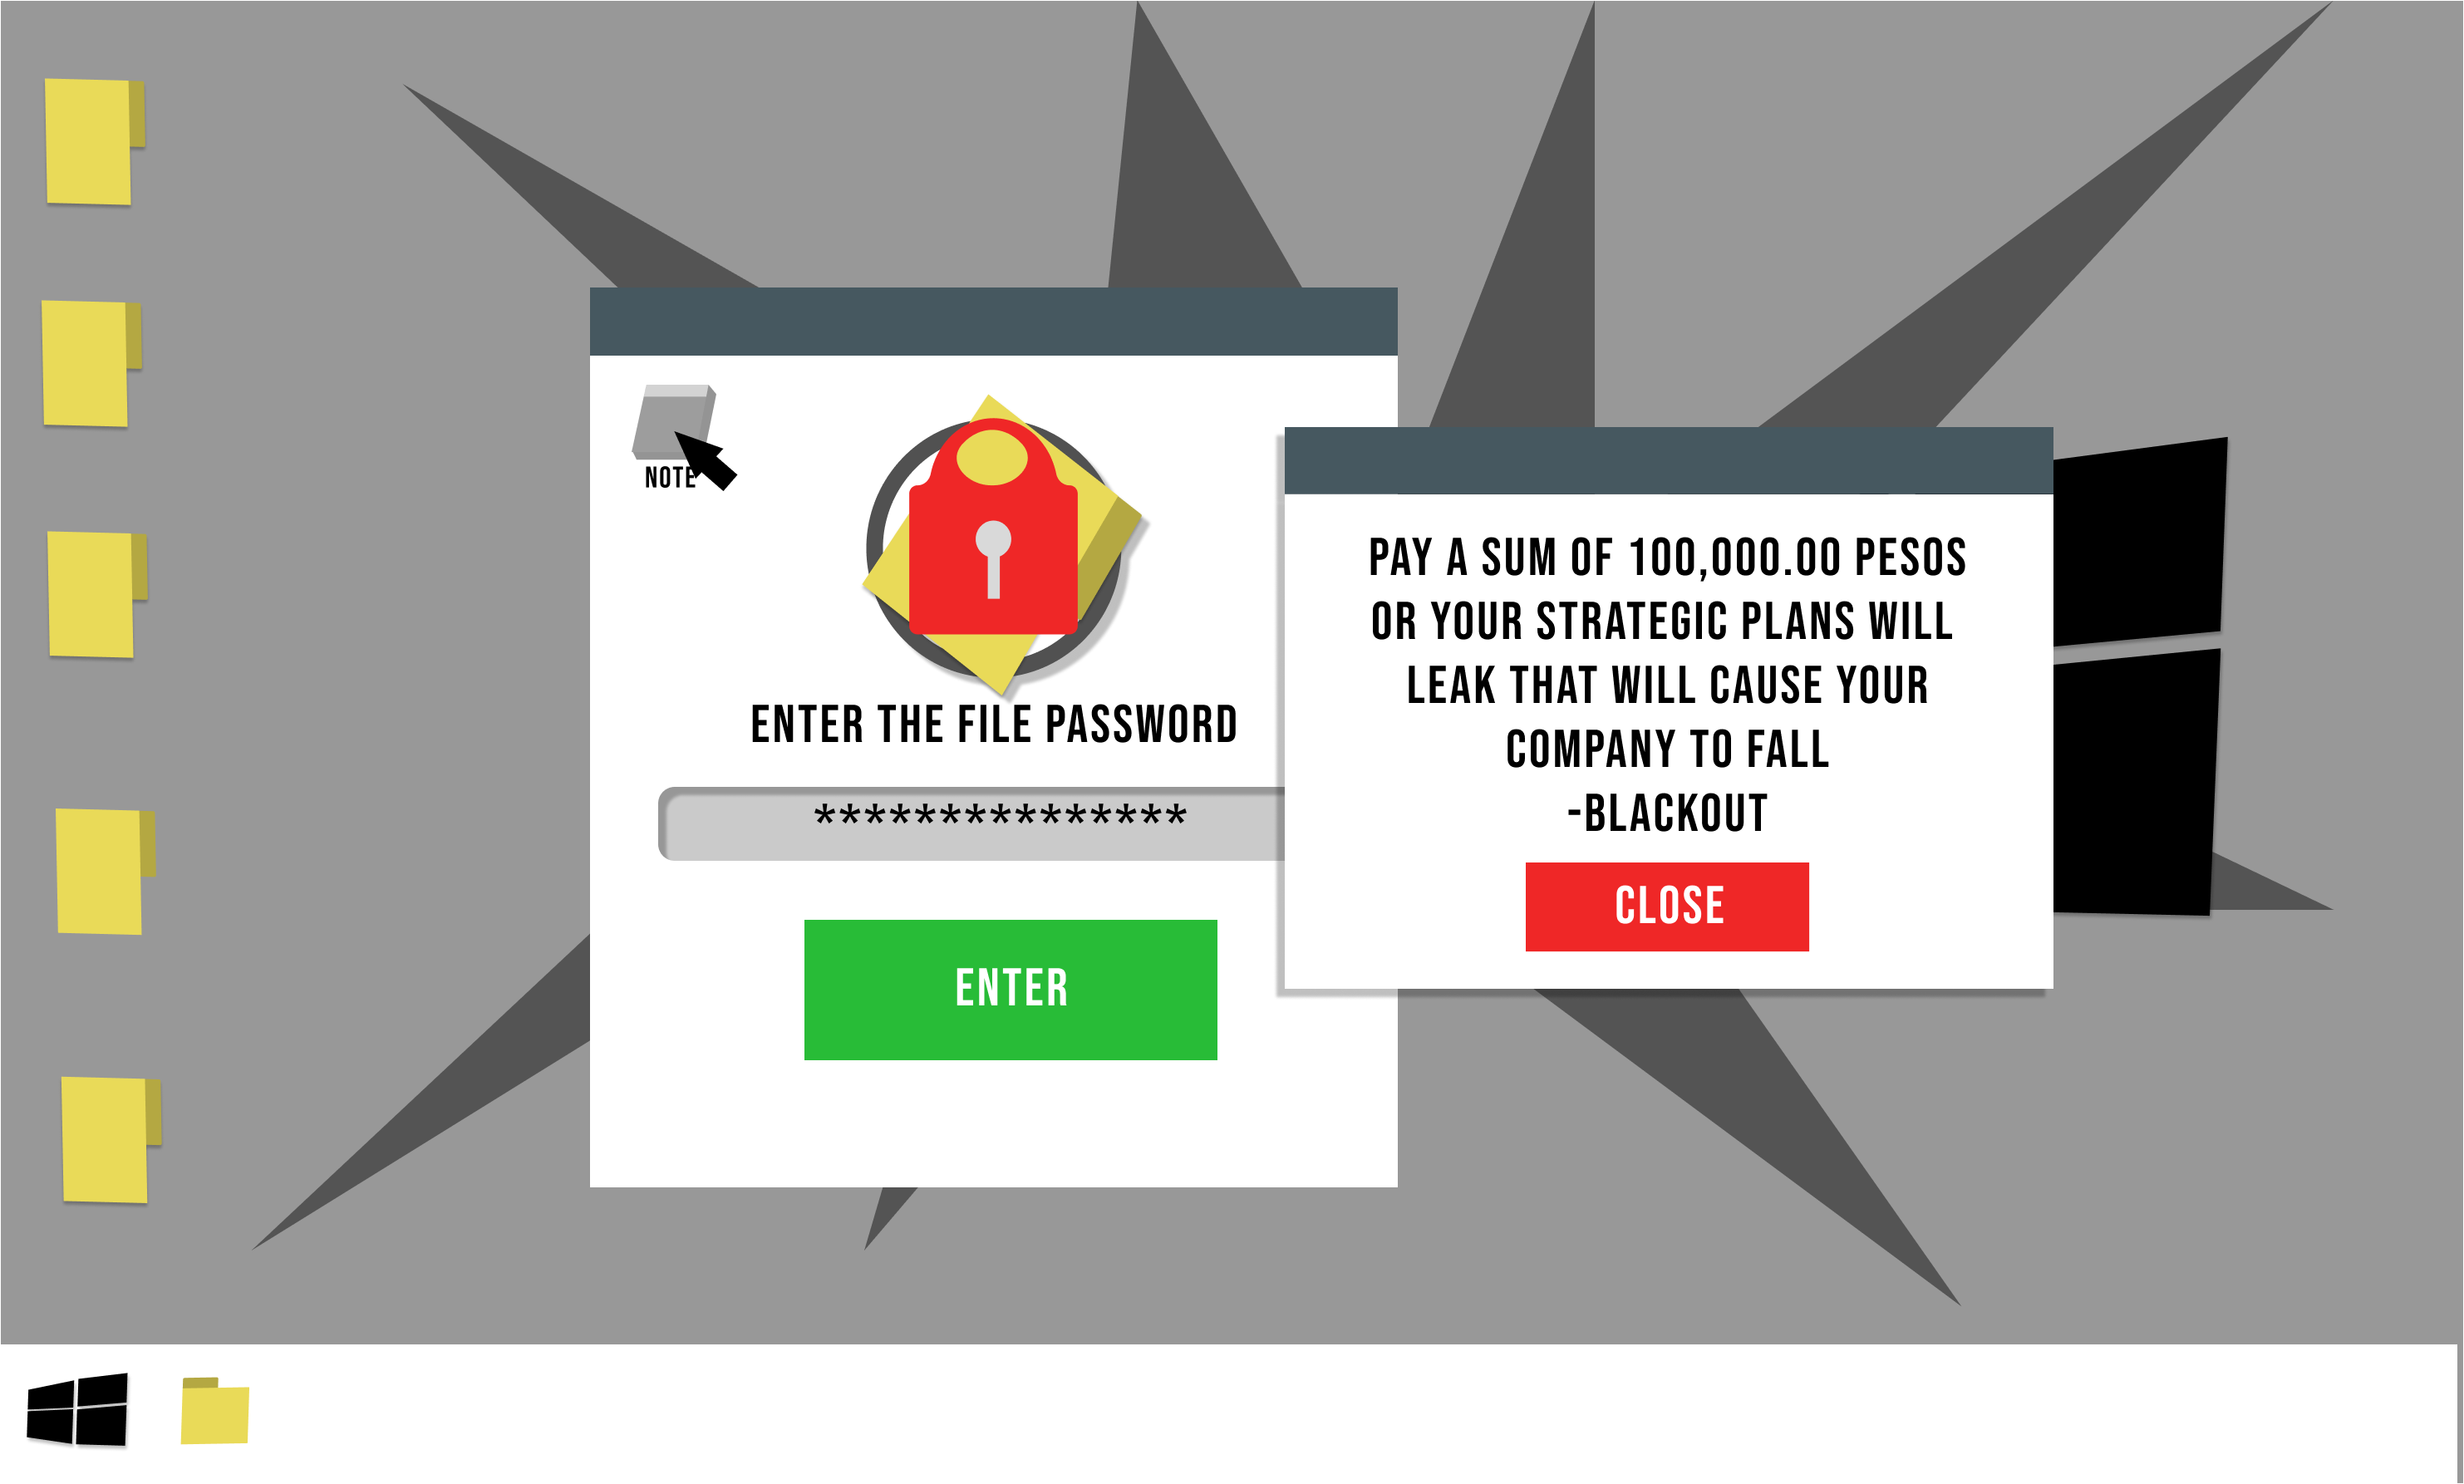 NOTE
ENTER THE FILE PASSWORD
***************
ENTER
PAY A SUM OF 100,000.00 PESOS
OR YOUR STRATEGIC PLANS WILL
LEAK THAT WILL CAUSE YOUR
COMPANY TO FALL
-BLACKOUT
CLOSE